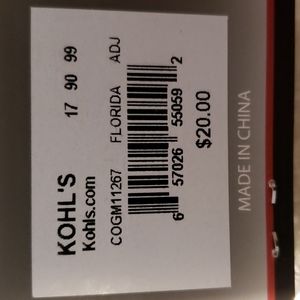 KOHL'S 17 90 99
Kohls.com
COGM11267 FLORIDA ADJ
6 57026 55059 2
$20.00
MADE IN CHINA